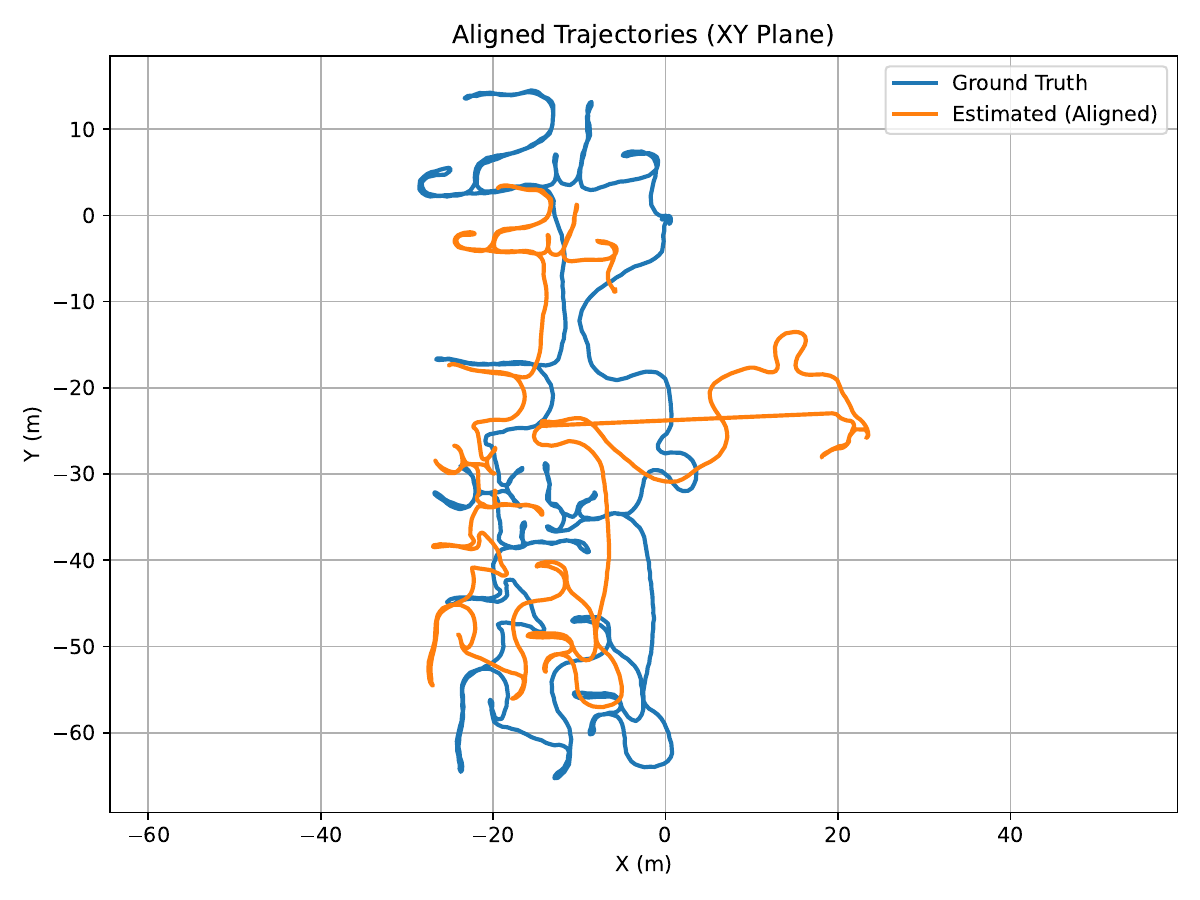 Aligned Trajectories (XY Plane)
Ground Truth
Estimated (Aligned)
10
0
−10
−20
−30
−40
−50
−60
Y (m)
−60
−40
−20
0
20
40
X (m)